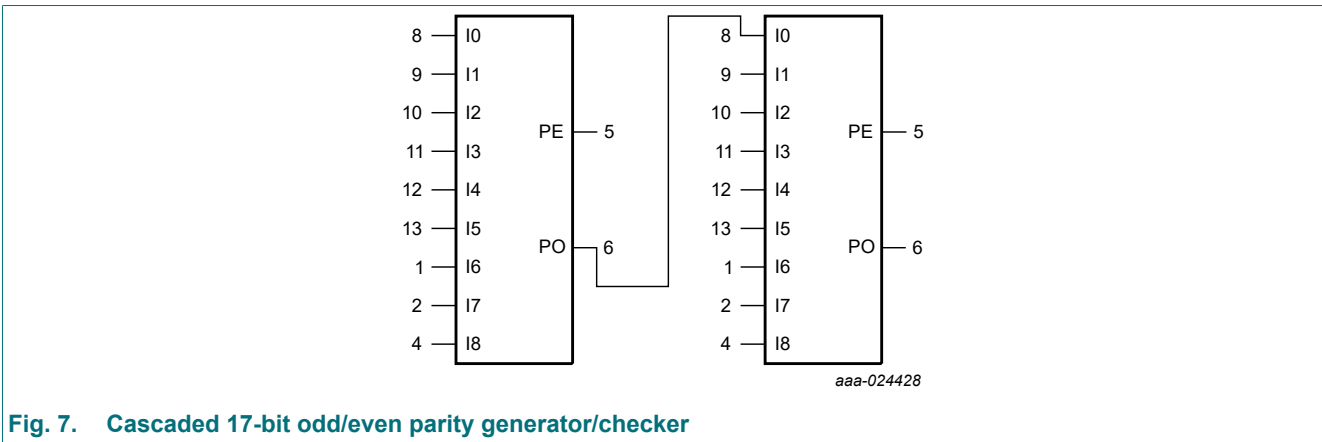 8 I0
9 I1
10 I2
11 I3
12 I4
13 I5
1 I6
2 I7
4 I8
PE 5
PO 6
8 I0
9 I1
10 I2
11 I3
12 I4
13 I5
1 I6
2 I7
4 I8
PE 5
PO 6
aaa-024428
Fig. 7. Cascaded 17-bit odd/even parity generator/checker